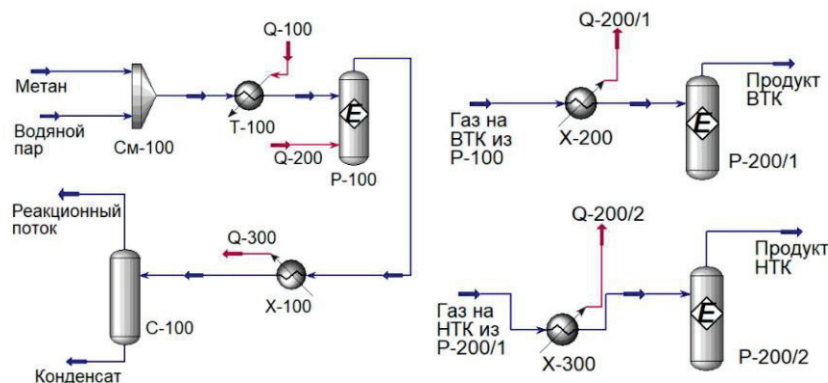 Q-100
Метан
Водяной
пар
См-100
Т-100
Q-200
E
Р-100
Реакционный
поток
Q-300
Х-100
С-100
Конденсат
Q-200/1
Газ на
ВТК из
Р-100
Х-200
Продукт
ВТК
E
Р-200/1
Q-200/2
Газ на
НТК из
Р-200/1
Х-300
Продукт
НТК
E
Р-200/2